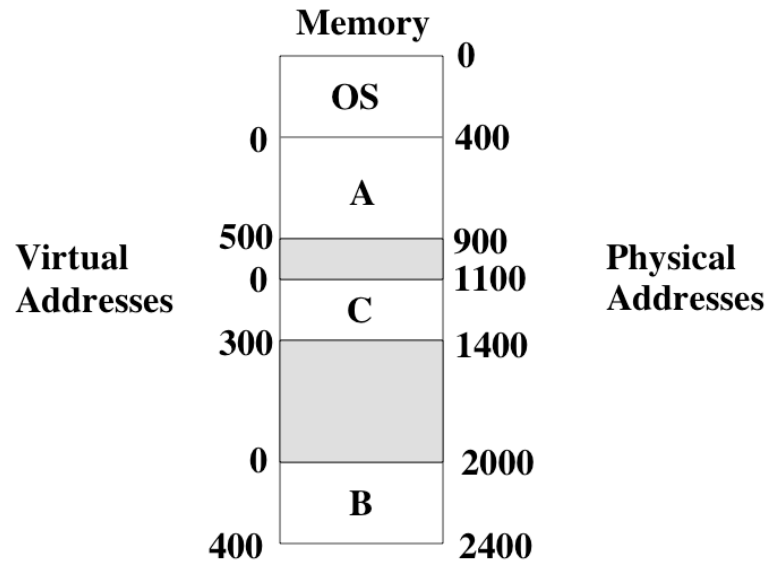 Memory
0
OS
0 400
A
500 900
Virtual Addresses
Physical Addresses
0 1100
C
300 1400
0 2000
B
400 2400